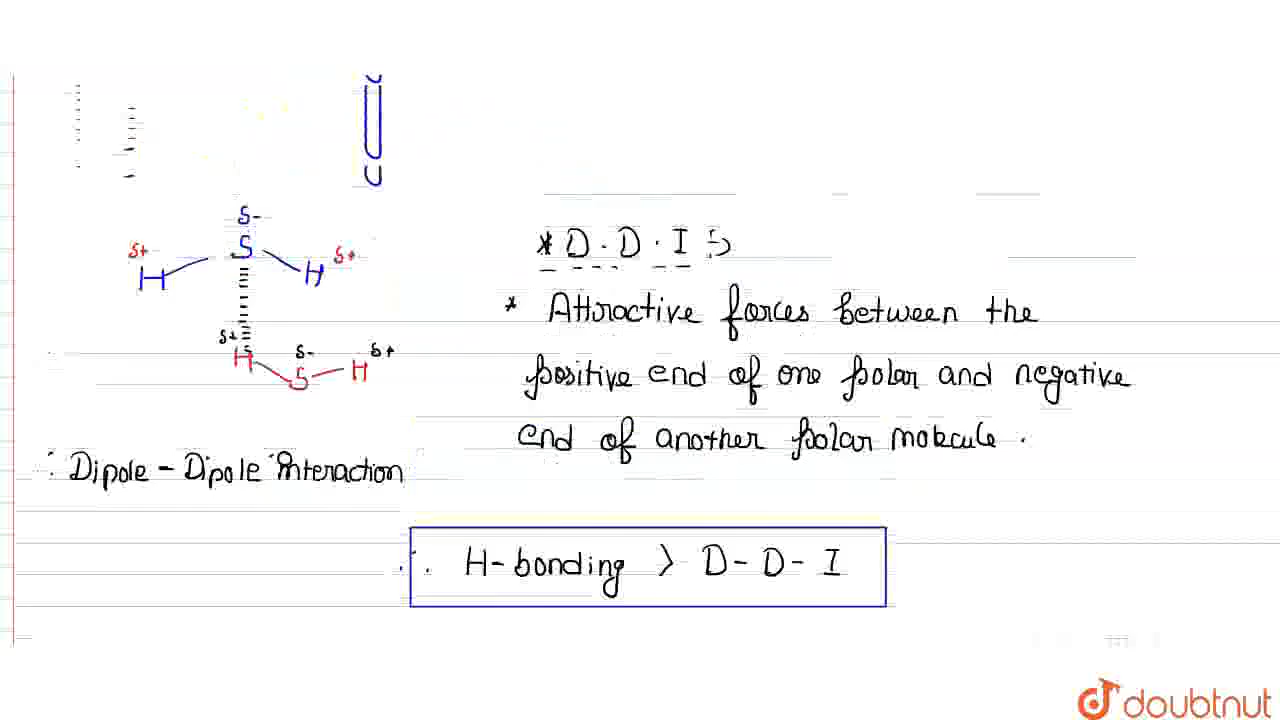 δ-
δ+ S δ+
H H
δ+ δ- δ+
H S H
Dipole - Dipole Interaction
* D.D.I ⇒
* Attractive forces between the
positive end of one polar and negative
end of another polar molecule.
∴ H-bonding > D-D-I
doubtnut